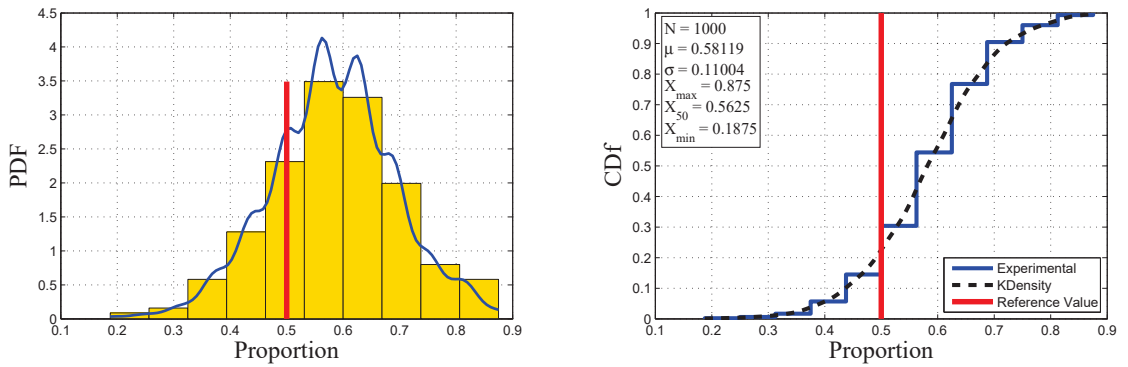 PDF
4.5
4
3.5
3
2.5
2
1.5
1
0.5
0
0.1 0.2 0.3 0.4 0.5 0.6 0.7 0.8 0.9
Proportion
CDf
1
0.9
0.8
0.7
0.6
0.5
0.4
0.3
0.2
0.1
0
N = 1000
μ = 0.58119
σ = 0.11004
Xmax = 0.875
X50 = 0.5625
Xmin = 0.1875
Experimental
KDensity
Reference Value
0.1 0.2 0.3 0.4 0.5 0.6 0.7 0.8 0.9
Proportion